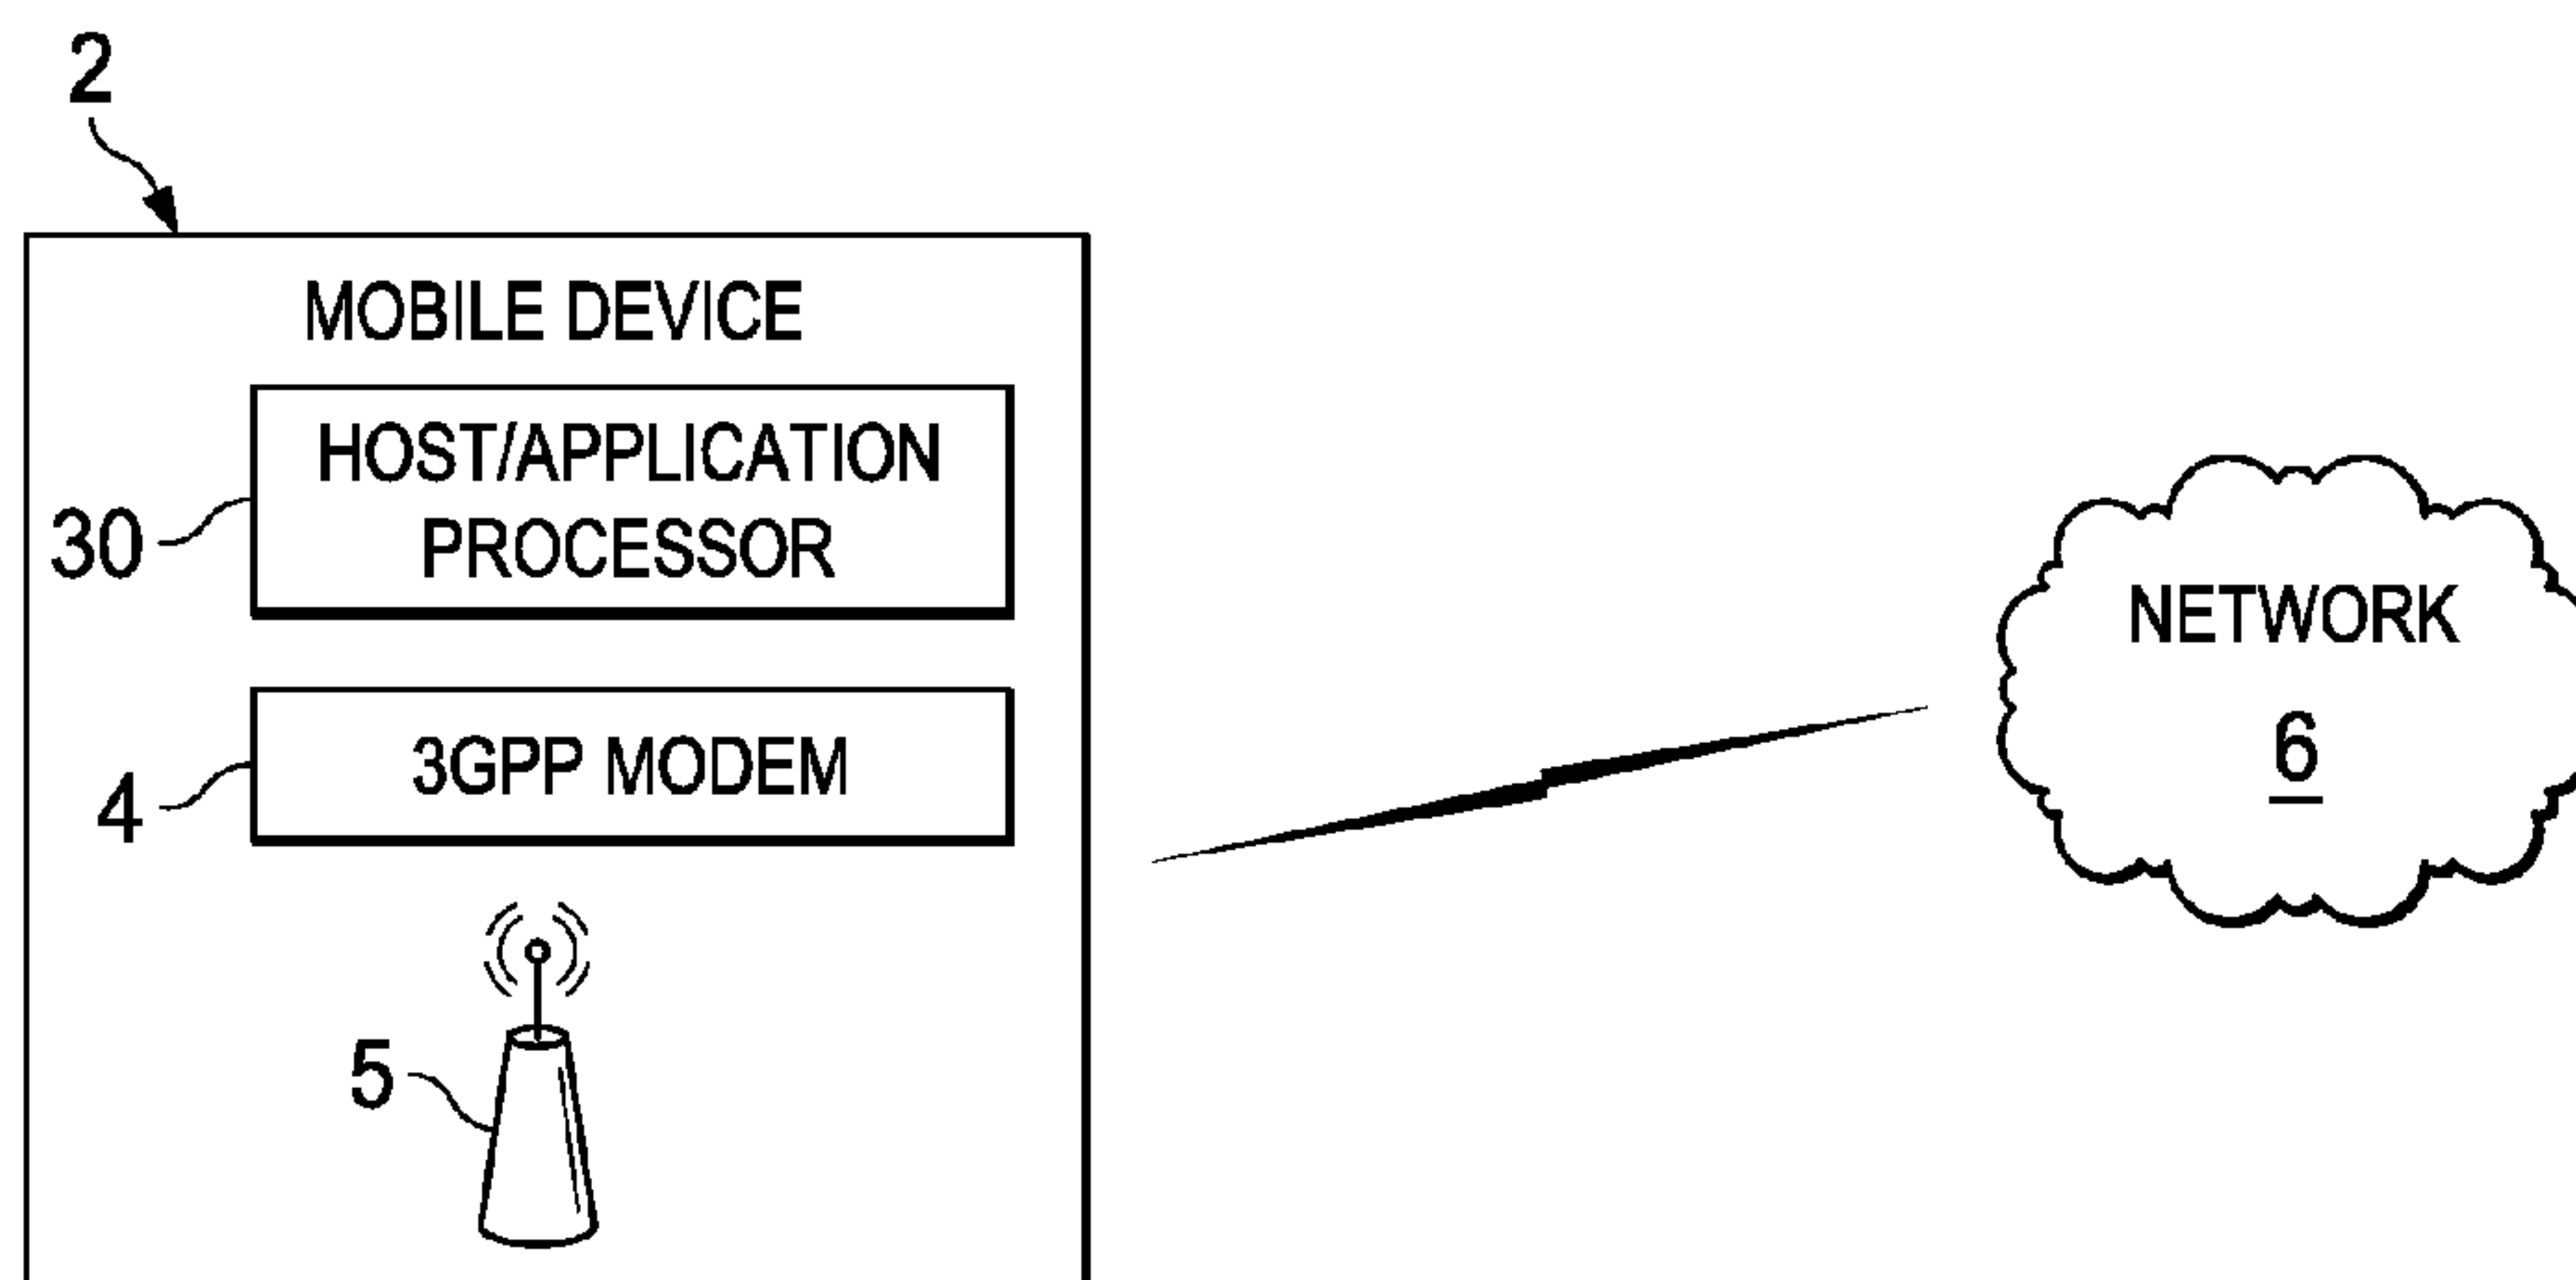 2
MOBILE DEVICE
HOST/APPLICATION
PROCESSOR
30
3GPP MODEM
4
5
NETWORK
6